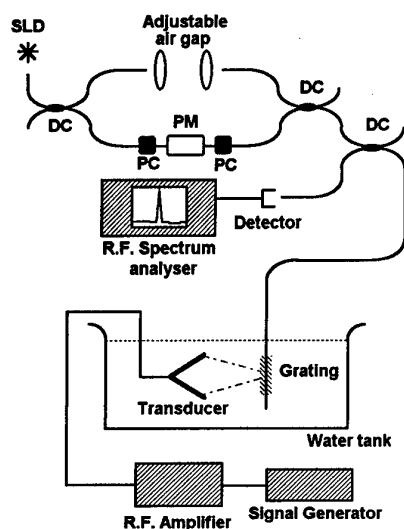 SLD
Adjustable
air gap
DC
PM
DC
DC
PC
PC
Detector
R.F. Spectrum
analyser
Grating
Transducer
Water tank
R.F. Amplifier
Signal Generator